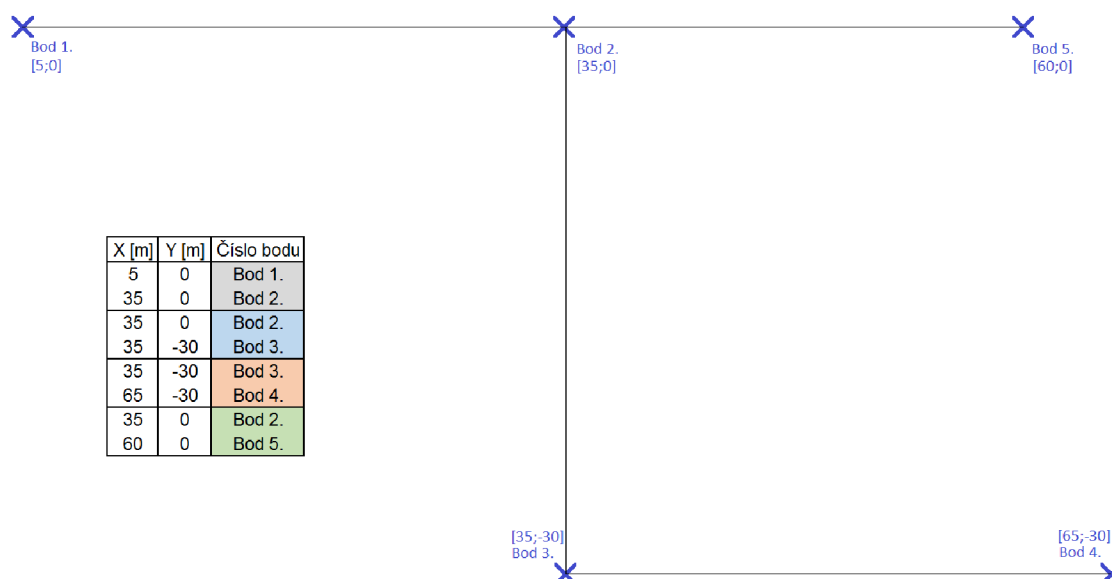 Bod 1.
[5;0]
Bod 2.
[35;0]
Bod 5.
[60;0]
X [m] Y [m] Číslo bodu
5 0 Bod 1.
35 0 Bod 2.
35 0 Bod 2.
35 -30 Bod 3.
35 -30 Bod 3.
65 -30 Bod 4.
35 0 Bod 2.
60 0 Bod 5.
[35;-30]
Bod 3.
[65;-30]
Bod 4.